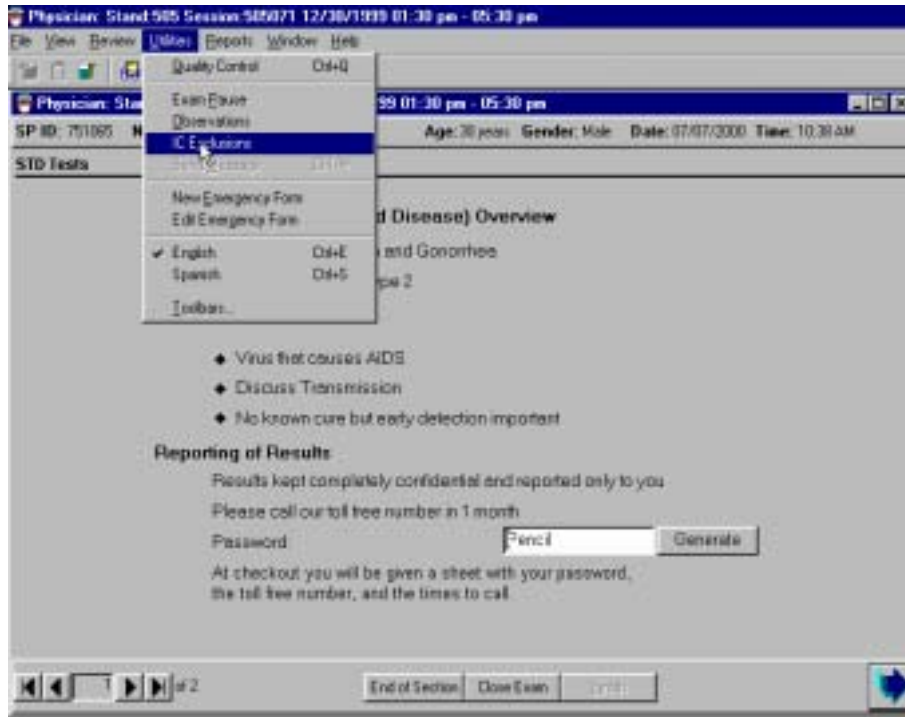 Physician: Stand:505 Session:505071 12/30/1999 01:30 pm - 05:30 pm
File View Review Utilities Reports Window Help
Quality Control Ctrl+Q
Exam Pause
Observations
IC Exclusions
New Emergency Form
Edit Emergency Form
✔ English Ctrl+E
Spanish Ctrl+S
Toolbars...
Physician: Sta 99 01:30 pm - 05:30 pm
SP ID: 751065 N Age: 30 years Gender: Male Date: 07/07/2000 Time: 10:38 AM
STD Tests
d Disease) Overview
and Gonorrhea
ype 2
◆ Virus that causes AIDS
◆ Discuss Transmission
◆ No known cure but early detection important
Reporting of Results
Results kept completely confidential and reported only to you
Please call our toll free number in 1 month
Password Pencil Generate
At checkout you will be given a sheet with your password,
the toll free number, and the times to call
1 of 2 End of Section Close Exam